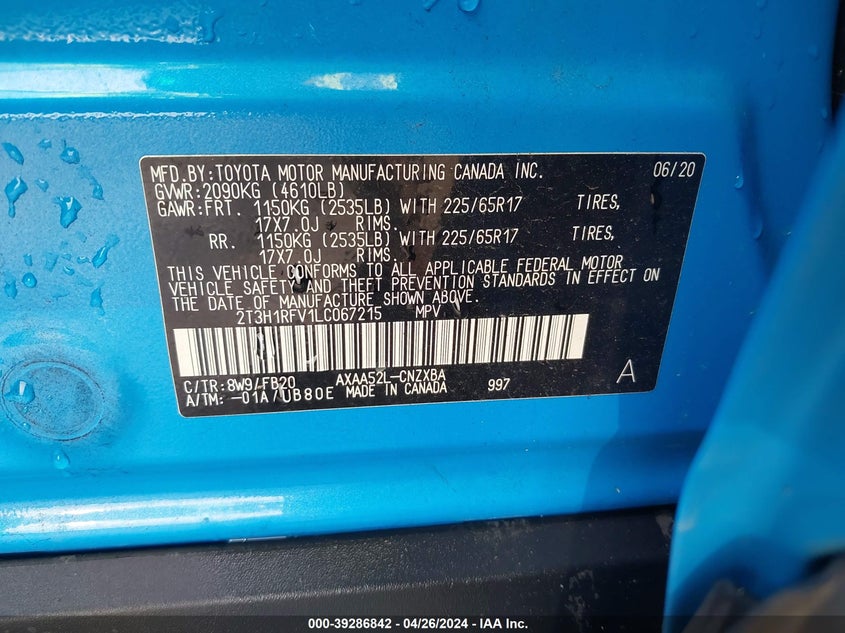 MFD.BY:TOYOTA MOTOR MANUFACTURING CANADA INC. 06/20
GVWR:2090KG (4610LB)
GAWR:FRT. 1150KG (2535LB) WITH 225/65R17 TIRES,
17X7.0J RIMS.
RR. 1150KG (2535LB) WITH 225/65R17 TIRES,
17X7.0J RIMS.
THIS VEHICLE CONFORMS TO ALL APPLICABLE FEDERAL MOTOR
VEHICLE SAFETY AND THEFT PREVENTION STANDARDS IN EFFECT ON
THE DATE OF MANUFACTURE SHOWN ABOVE.
2T3H1RFV1LC067215 MPV
C/TR:8W9/FB20 AXAA52L-CNZXBA
A/TM:-01A/UB80E MADE IN CANADA 997 A
000-39286842 - 04/26/2024 - IAA Inc.